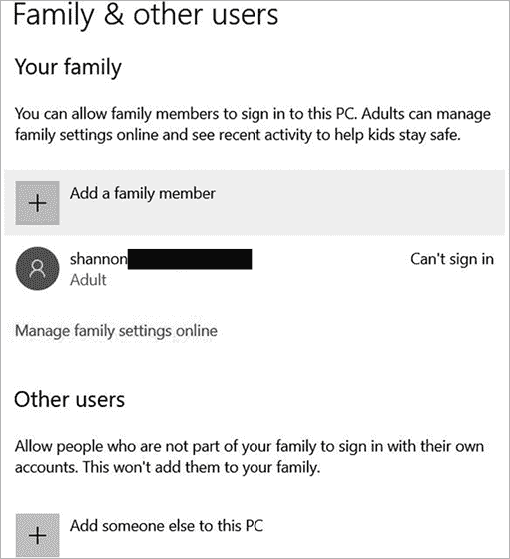 Family & other users
Your family
You can allow family members to sign in to this PC. Adults can manage
family settings online and see recent activity to help kids stay safe.
Add a family member
shannon
Can't sign in
Adult
Manage family settings online
Other users
Allow people who are not part of your family to sign in with their own
accounts. This won't add them to your family.
Add someone else to this PC